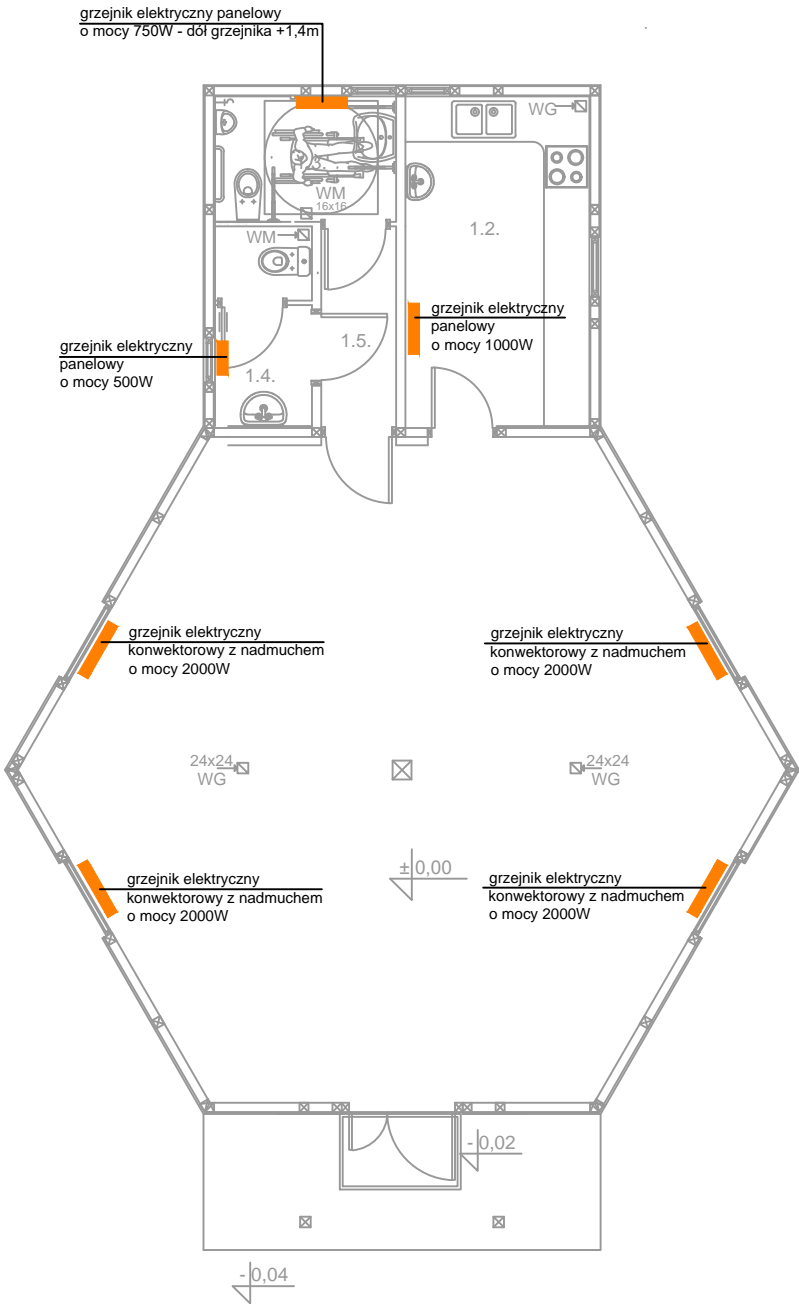 grzejnik elektryczny panelowy
o mocy 750W - dół grzejnika +1,4m
WG
WM
16x16
1.2.
WM
grzejnik elektryczny
panelowy
o mocy 1000W
1.5.
grzejnik elektryczny
panelowy
o mocy 500W
1.4.
grzejnik elektryczny
konwektorowy z nadmuchem
o mocy 2000W
grzejnik elektryczny
konwektorowy z nadmuchem
o mocy 2000W
24x24
WG
24x24
WG
±0,00
grzejnik elektryczny
konwektorowy z nadmuchem
o mocy 2000W
grzejnik elektryczny
konwektorowy z nadmuchem
o mocy 2000W
-0,02
-0,04